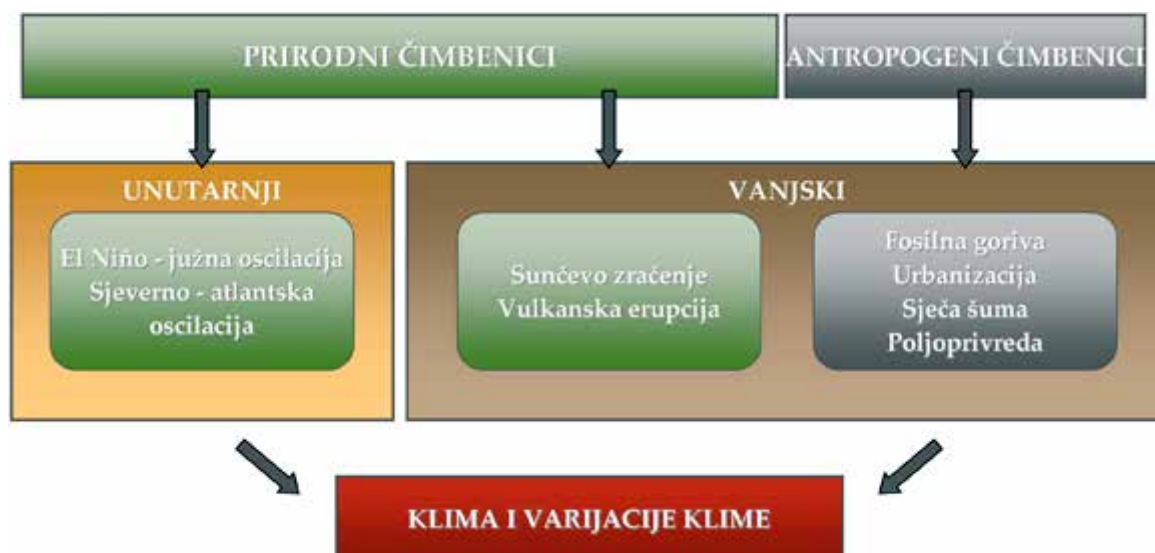 PRIRODNI ČIMBENICI
ANTROPOGENI ČIMBENICI
UNUTARNJI
El Niño - južna oscilacija
Sjeverno - atlantska
oscilacija
VANJSKI
Sunčevo zračenje
Vulkanska erupcija
Fosilna goriva
Urbanizacija
Sječa šuma
Poljoprivreda
KLIMA I VARIJACIJE KLIME